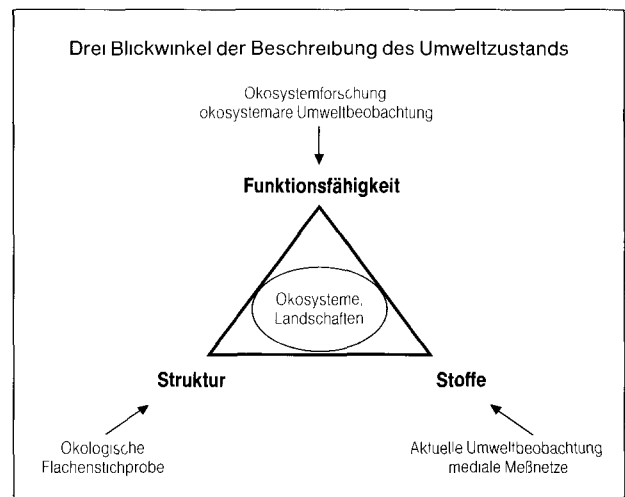 Drei Blickwinkel der Beschreibung des Umweltzustands
Okosystemforschung
okosystemare Umweltbeobachtung
Funktionsfähigkeit
Okosysteme,
Landschaften
Struktur
Stoffe
Okologische
Flachenstichprobe
Aktuelle Umweltbeobachtung
mediale Meßnetze